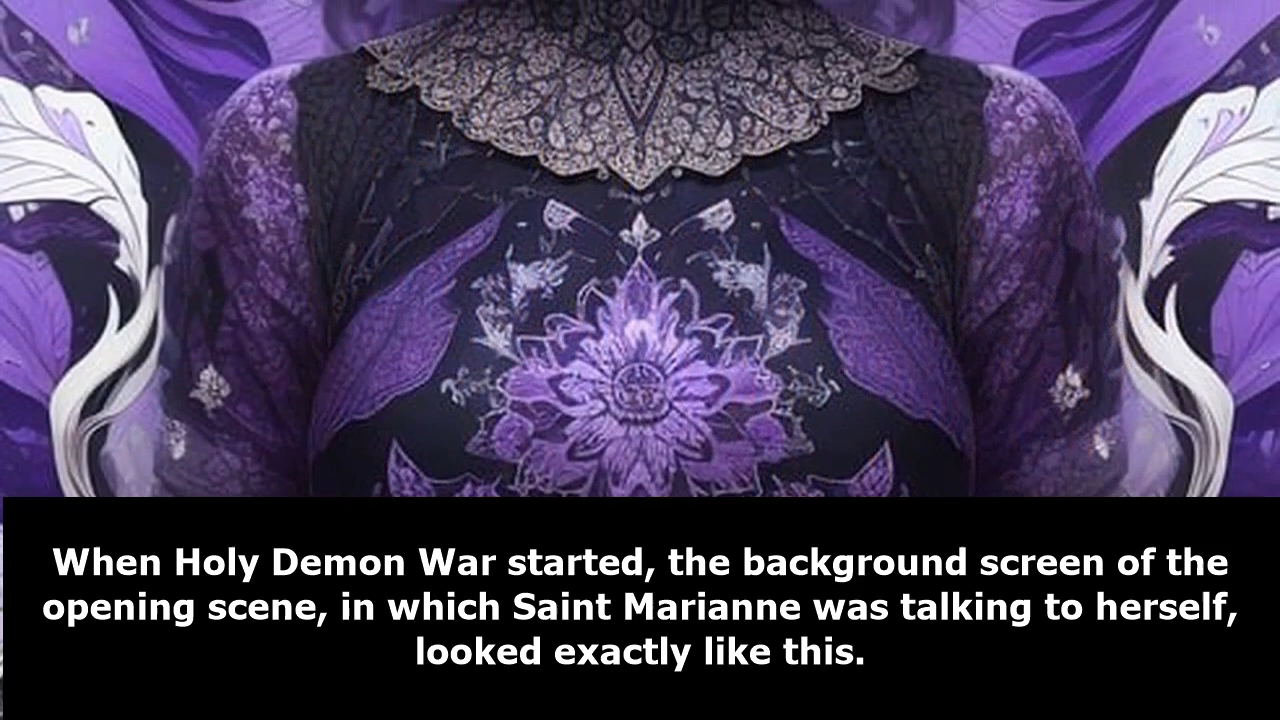 When Holy Demon War started, the background screen of the
opening scene, in which Saint Marianne was talking to herself,
looked exactly like this.